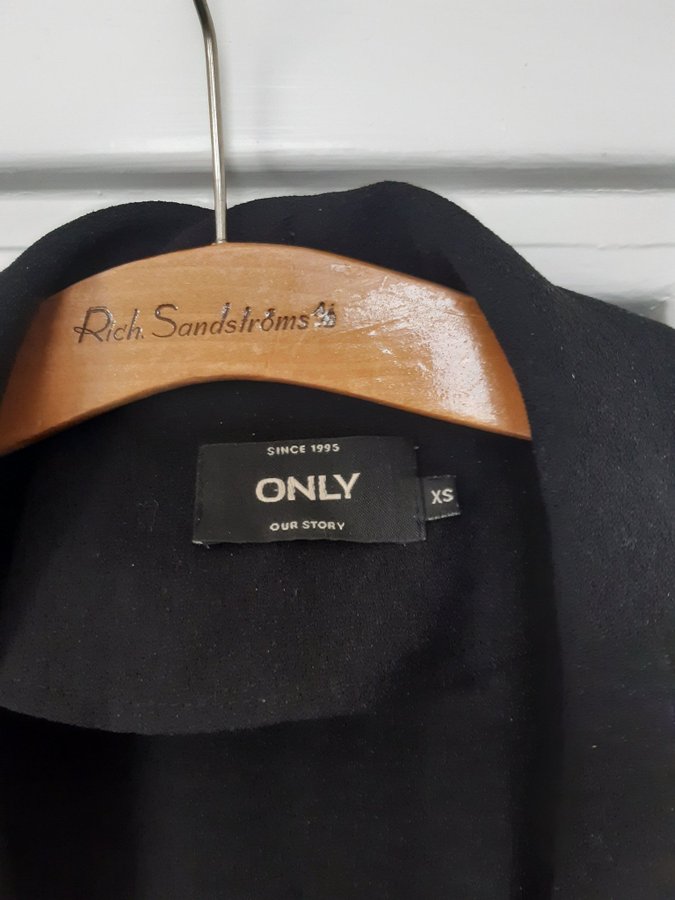 Rich. Sandströms
SINCE 1995
ONLY
XS
OUR STORY